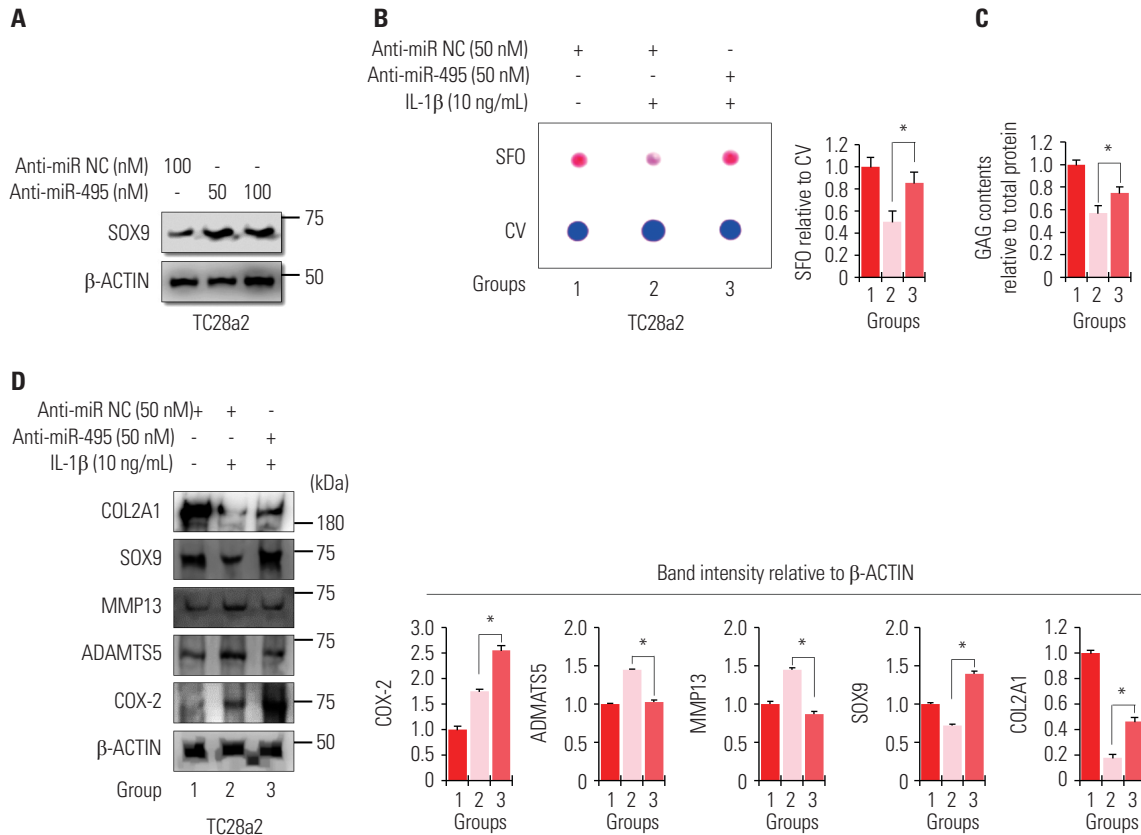 A
Anti-miR NC (nM) 100 - -
Anti-miR-495 (nM) - 50 100
SOX9
75
β-ACTIN
50
TC28a2
B
Anti-miR NC (50 nM) + + -
Anti-miR-495 (50 nM) - - +
IL-1β (10 ng/mL) - + +
SFO
CV
Groups 1 2 3
TC28a2
SFO relative to CV
1.2
1.0
0.8
0.6
0.4
0.2
0
*
1 2 3
Groups
C
GAG contents
relative to total protein
1.2
1.0
0.8
0.6
0.4
0.2
0
*
1 2 3
Groups
D
Anti-miR NC (50 nM)+ + -
Anti-miR-495 (50 nM) - - +
IL-1β (10 ng/mL) - + +
(kDa)
COL2A1
180
SOX9
75
MMP13
75
ADAMTS5
75
COX-2
75
β-ACTIN
50
Group 1 2 3
TC28a2
Band intensity relative to β-ACTIN
COX-2
3.0
2.5
2.0
1.5
1.0
0.5
0
*
1 2 3
Groups
ADMATS5
2.0
1.5
1.0
0.5
0
*
1 2 3
Groups
MMP13
2.0
1.5
1.0
0.5
0
*
1 2 3
Groups
SOX9
2.0
1.5
1.0
0.5
0
*
1 2 3
Groups
COL2A1
1.2
1.0
0.8
0.6
0.4
0.2
0
*
1 2 3
Groups